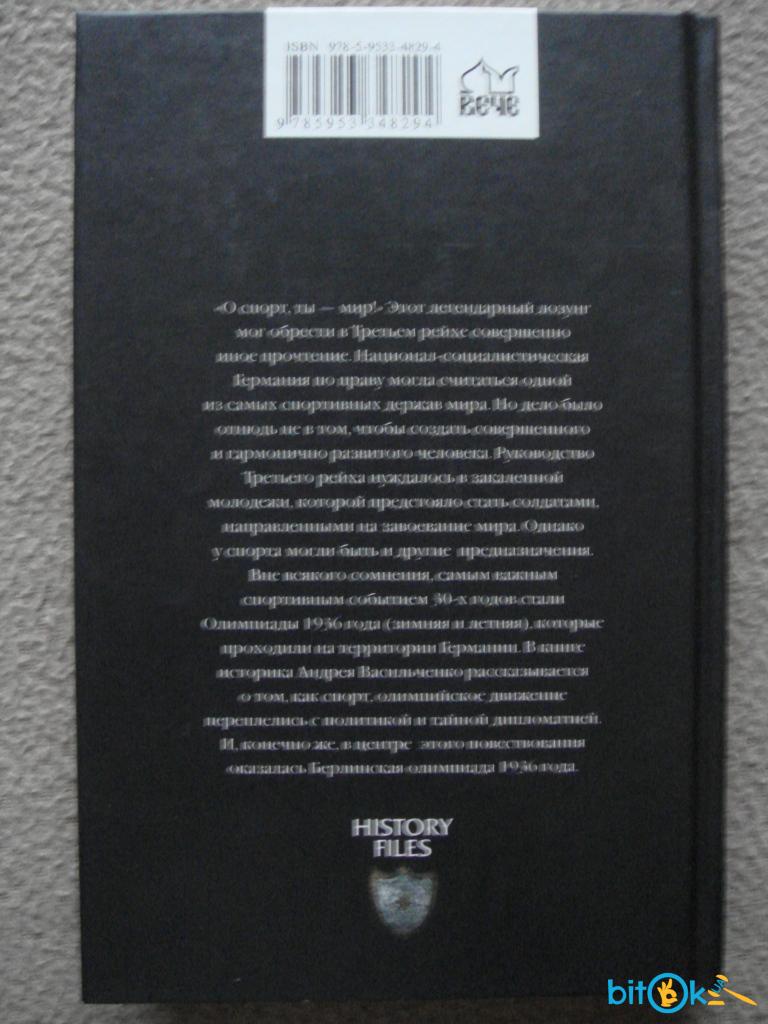 ISBN 978-5-9533-4829-4
9 785953 348294
вече
«О спорт, ты — мир!» Этот легендарный лозунг
мог обрести в Третьем рейхе совершенно
иное прочтение. Национал-социалистическая
Германия по праву могла считаться одной
из самых спортивных держав мира. Но дело было
отнюдь не в том, чтобы создать совершенного
и гармонично развитого человека. Руководство
Третьего рейха нуждалось в закаленной
молодежи, которой предстояло стать солдатами,
направленными на завоевание мира. Однако
у спорта могли быть и другие предназначения.
Вне всякого сомнения, самым важным
спортивным событием 30-х годов стали
Олимпиады 1936 года (зимняя и летняя), которые
проходили на территории Германии. В книге
историка Андрея Васильченко рассказывается
о том, как спорт, олимпийское движение
переплелись с политикой и тайной дипломатией.
И, конечно же, в центре этого повествования
оказалась Берлинская олимпиада 1936 года.
HISTORY
FILES
bitOk UA